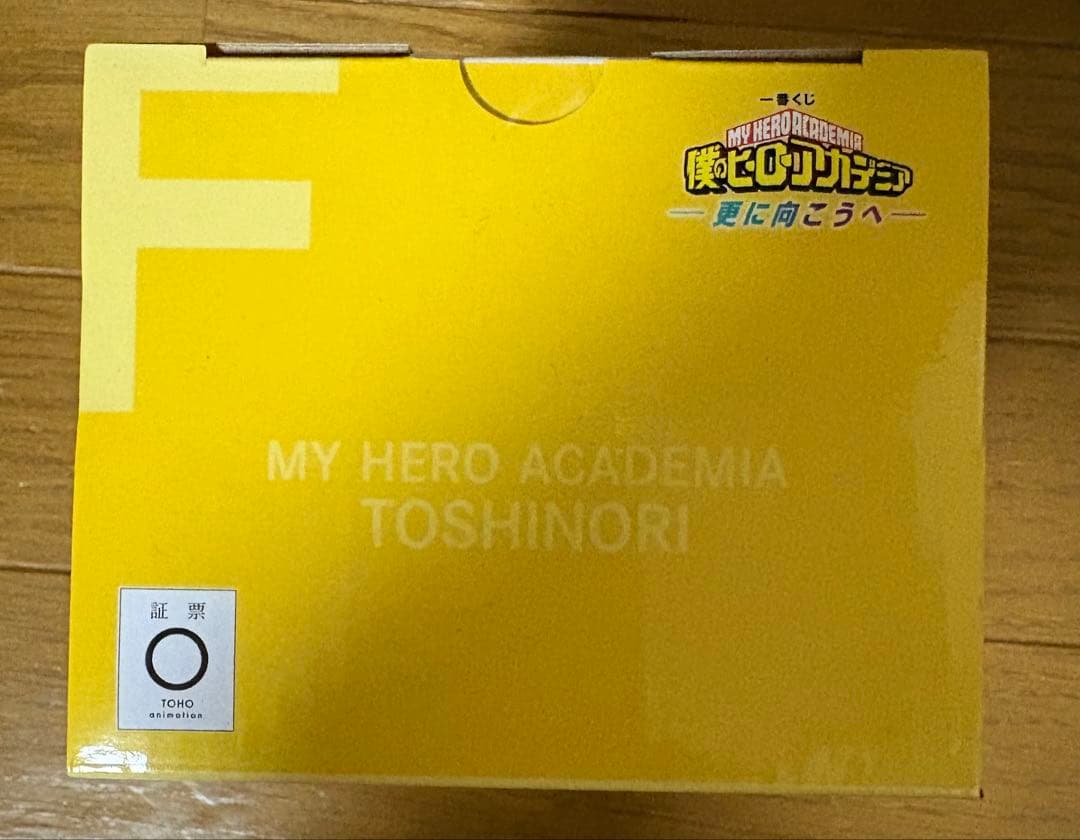 F
一番くじ
MY HERO ACADEMIA
僕のヒーローアカデミア
更に向こうへ
MY HERO ACADEMIA
TOSHINORI
証 票
TOHO
animation